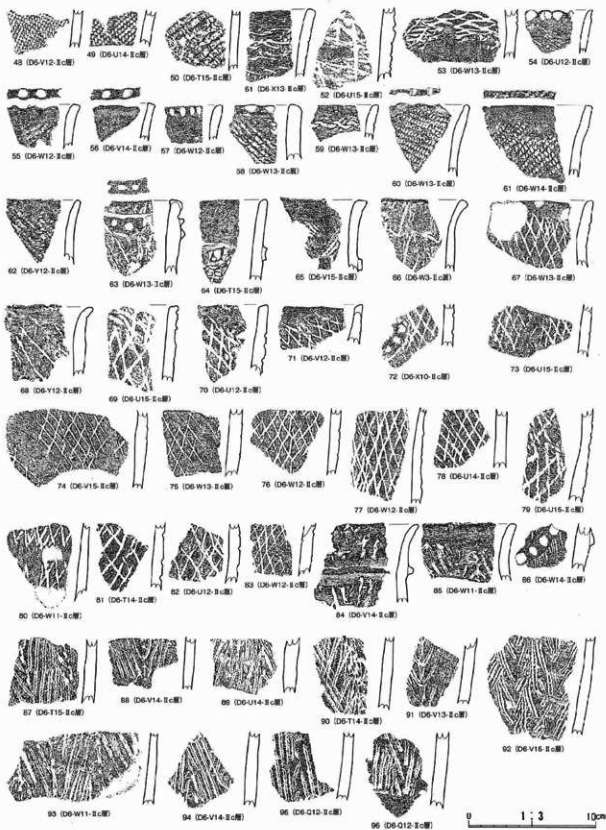 48 (D6-V12-Ⅱc層)
49 (D6-U14-Ⅱc層)
50 (D6-T15-Ⅱc層)
51 (D6-X13-Ⅱc層)
52 (D6-U15-Ⅱc層)
53 (D6-W13-Ⅱc層)
54 (D6-U12-Ⅱc層)
55 (D6-W12-Ⅱc層)
56 (D6-V14-Ⅱc層)
57 (D6-W12-Ⅱc層)
58 (D6-W13-Ⅱc層)
59 (D6-W13-Ⅱc層)
60 (D6-W13-Ⅱc層)
61 (D6-W14-Ⅱc層)
62 (D6-Y12-Ⅱc層)
63 (D6-W13-Ⅱc層)
64 (D6-T15-Ⅱc層)
65 (D6-V15-Ⅱc層)
66 (D6-W3-Ⅱc層)
67 (D6-W13-Ⅱc層)
68 (D6-Y12-Ⅱc層)
69 (D6-U15-Ⅱc層)
70 (D6-U12-Ⅱc層)
71 (D6-V12-Ⅱc層)
72 (D6-X10-Ⅱc層)
73 (D6-U15-Ⅱc層)
74 (D6-V15-Ⅱc層)
75 (D6-W13-Ⅱc層)
76 (D6-W12-Ⅱc層)
77 (D6-W12-Ⅱc層)
78 (D6-U14-Ⅱc層)
79 (D6-U15-Ⅱc層)
80 (D6-W11-Ⅱc層)
81 (D6-T14-Ⅱc層)
82 (D6-U12-Ⅱc層)
83 (D6-W12-Ⅱc層)
84 (D6-V14-Ⅱc層)
85 (D6-W11-Ⅱc層)
86 (D6-W14-Ⅱc層)
87 (D6-T15-Ⅱc層)
88 (D6-V14-Ⅱc層)
89 (D6-U14-Ⅱc層)
90 (D6-T14-Ⅱc層)
91 (D6-V13-Ⅱc層)
92 (D6-V15-Ⅱc層)
93 (D6-W11-Ⅱc層)
94 (D6-V14-Ⅱc層)
96 (D6-Q12-Ⅱc層)
96 (D6-Q12-Ⅱc層)
0 1:3 10cm